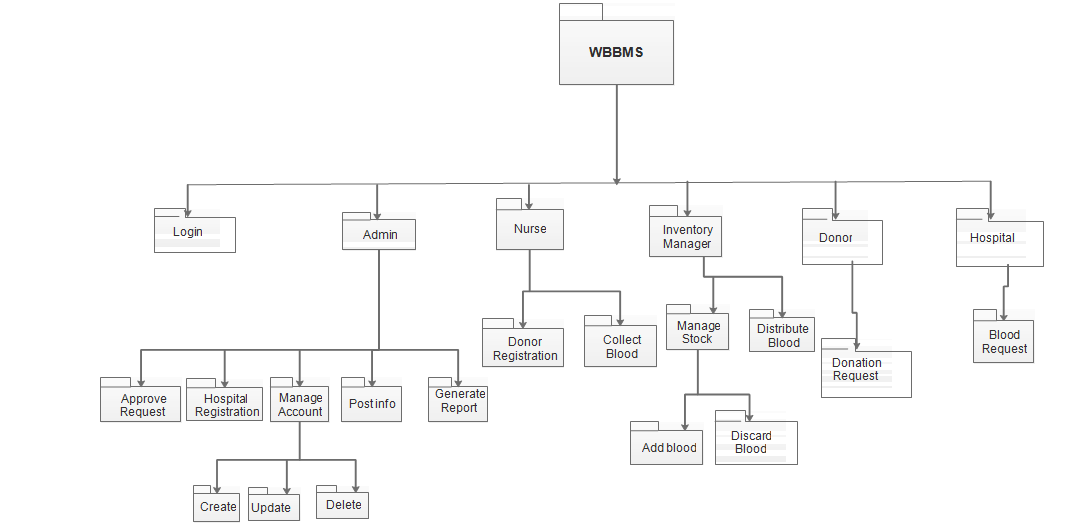 WBBMS
Login
Admin
Nurse
Inventory
Manager
Donor
Hospital
Donor
Registration
Collect
Blood
Manage
Stock
Distribute
Blood
Donation
Request
Blood
Request
Approve
Request
Hospital
Registration
Manage
Account
Post info
Generate
Report
Add blood
Discard
Blood
Create
Update
Delete